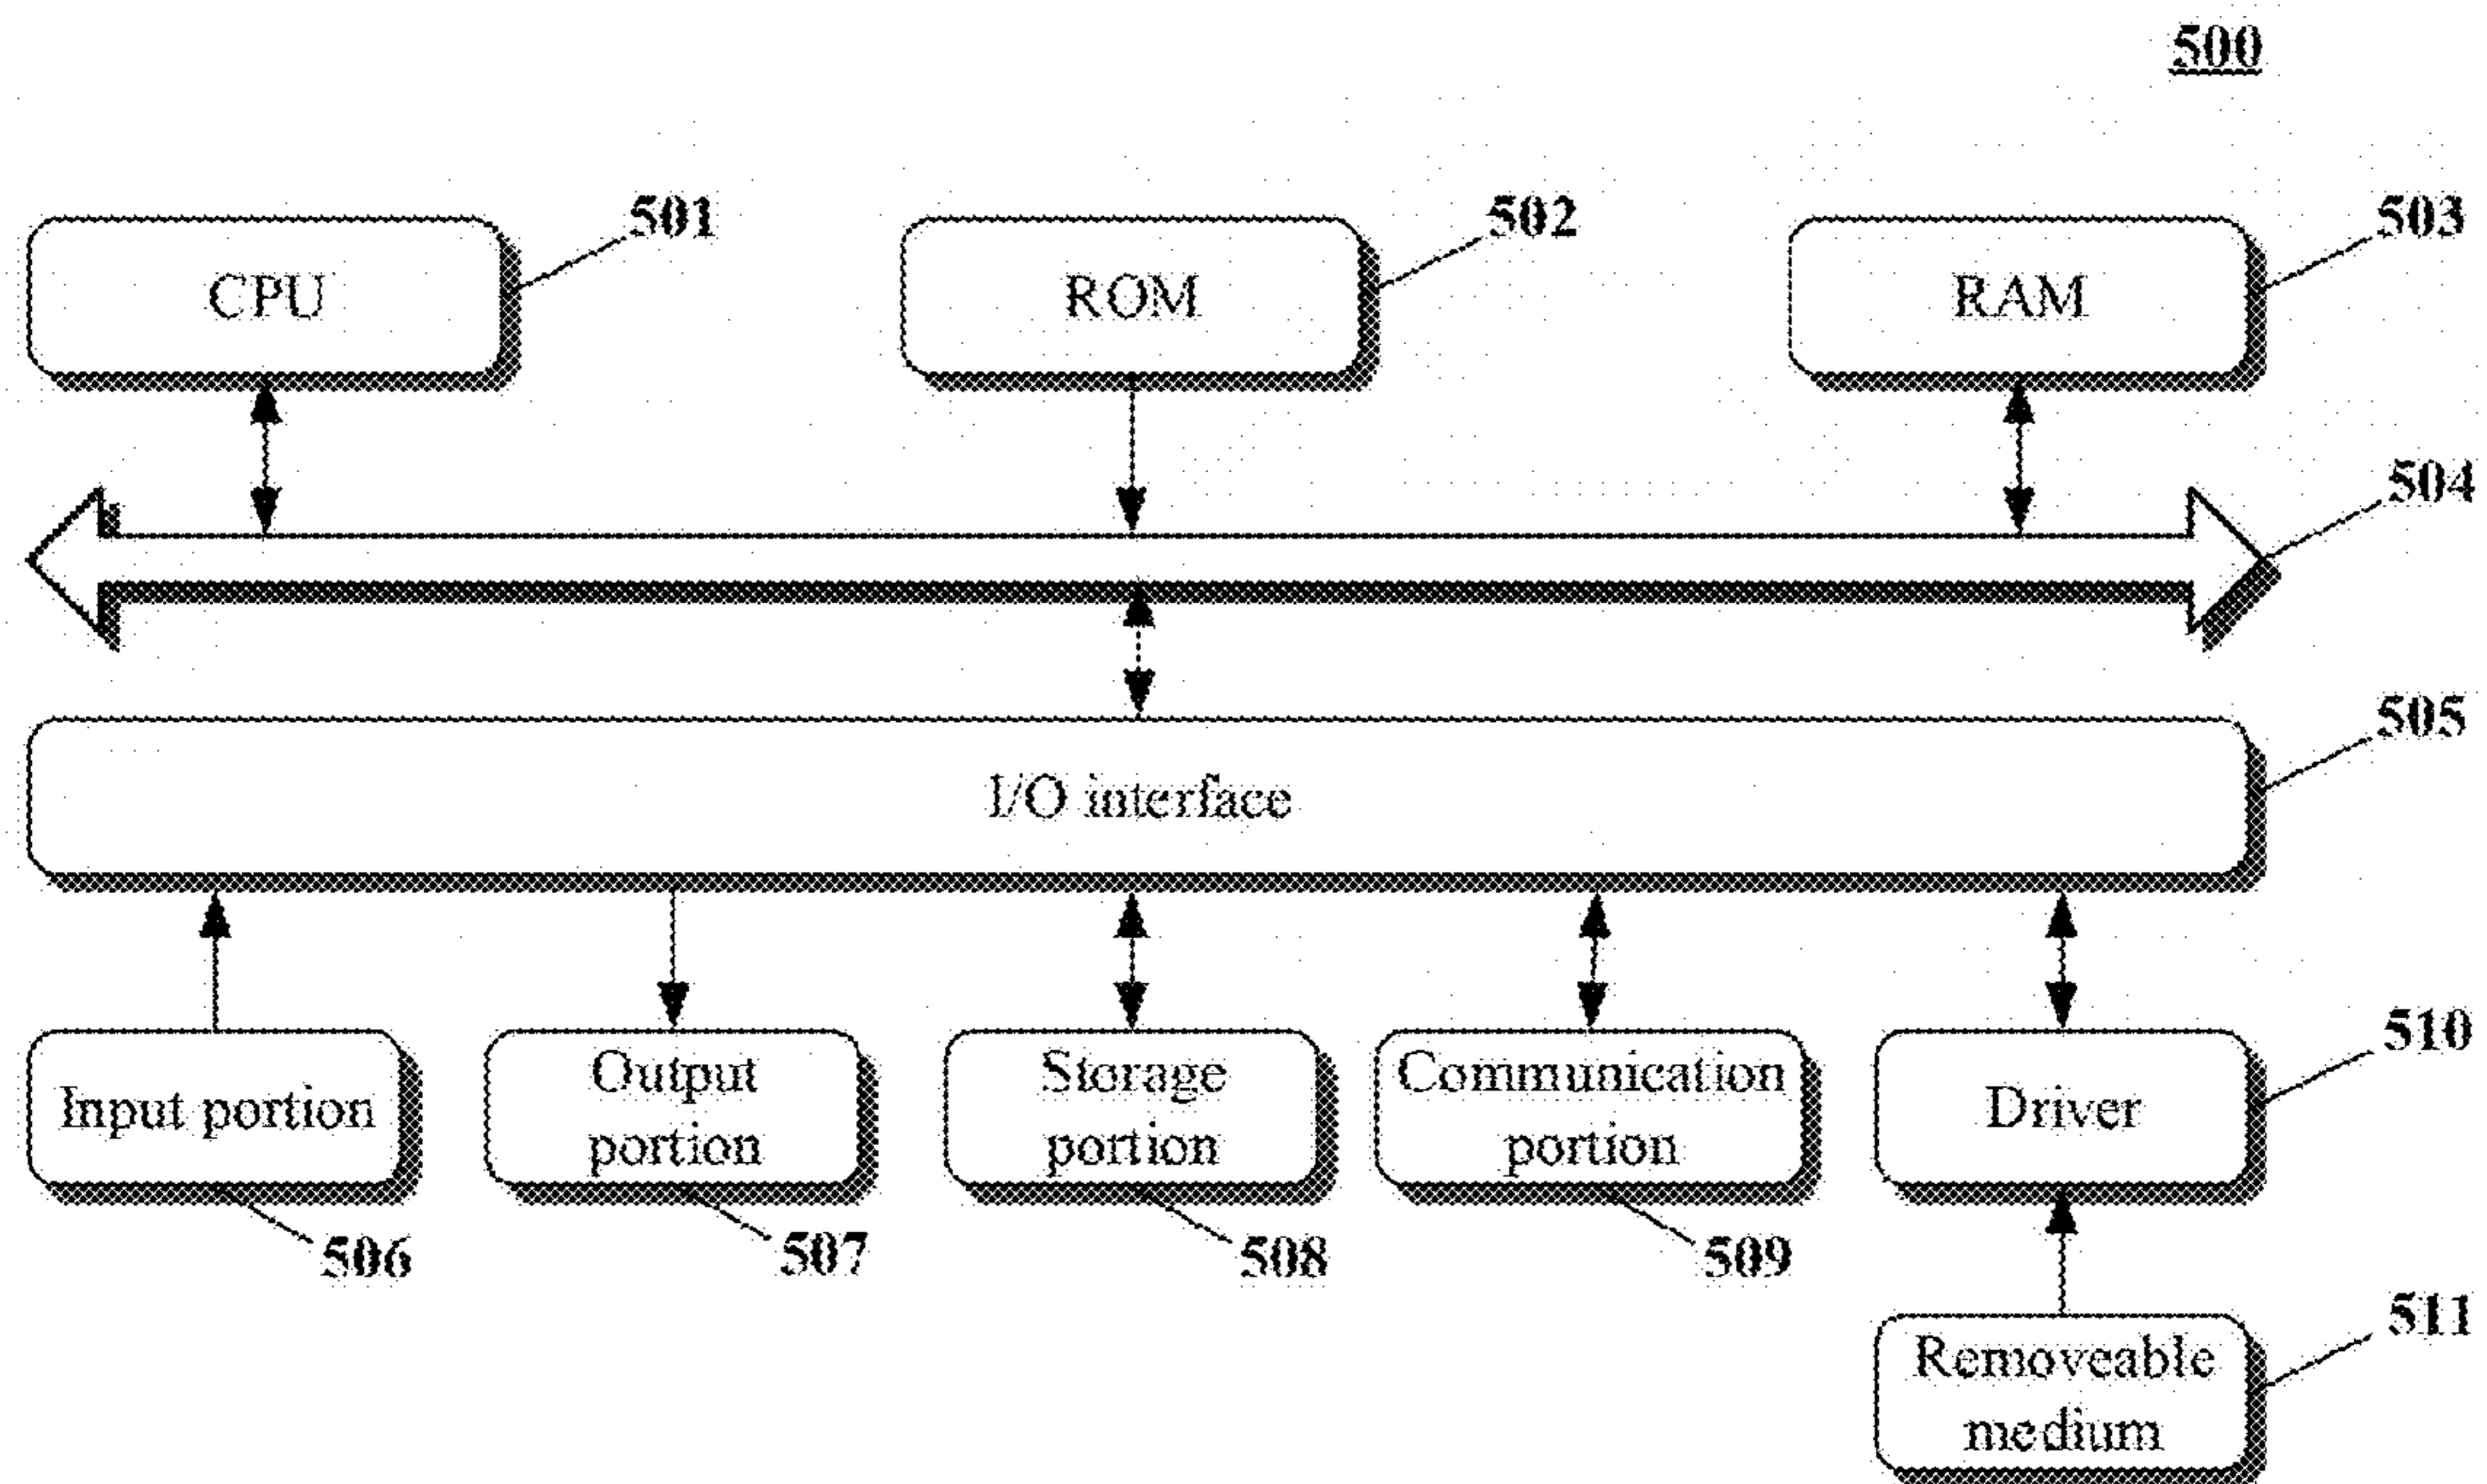 500
501
502
503
CPU
ROM
RAM
504
505
I/O interface
Input portion
Output
portion
Storage
portion
Communication
portion
Driver
510
506
507
508
509
511
Removeable
medium